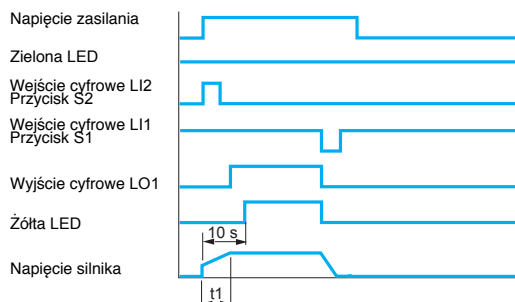 Napięcie zasilania
Zielona LED
Wejście cyfrowe LI2
Przycisk S2
Wejście cyfrowe LI1
Przycisk S1
Wyjście cyfrowe LO1
Żółta LED
10 s
Napięcie silnika
t1